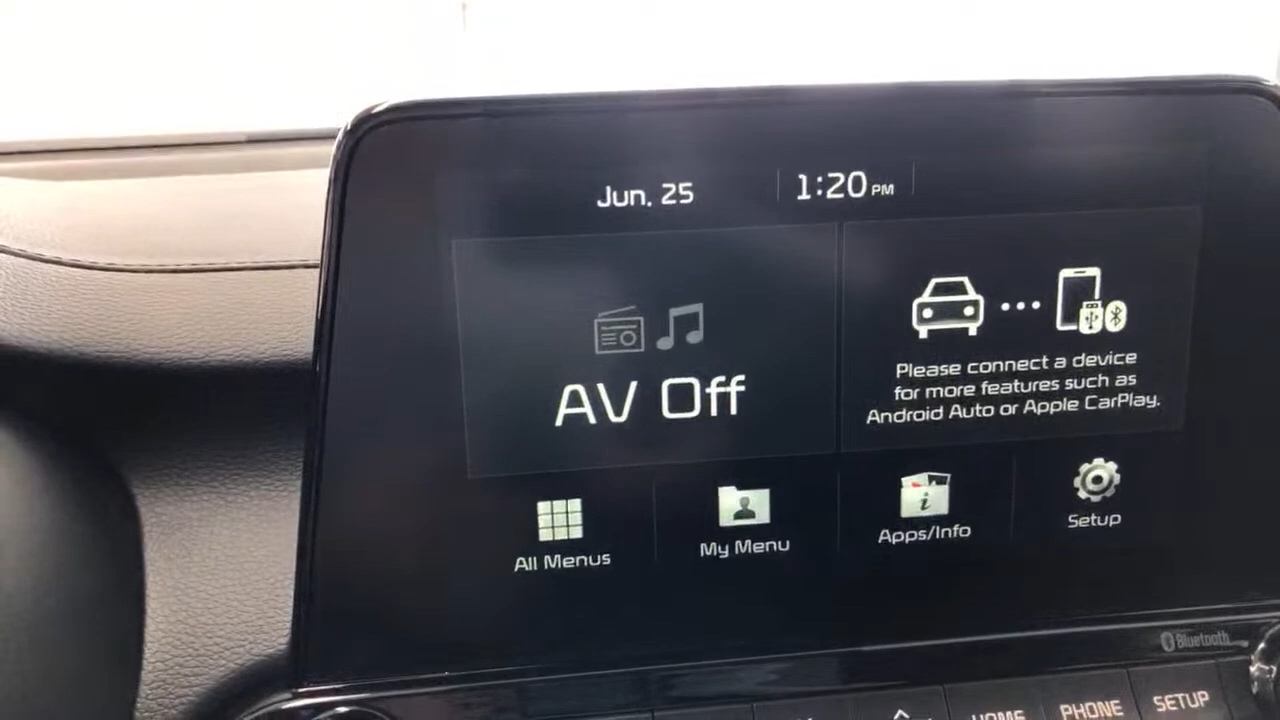 Jun. 25
1:20 PM
AV Off
Please connect a device
for more features such as
Android Auto or Apple CarPlay.
All Menus
My Menu
Apps/Info
Setup
Bluetooth
HOME
PHONE
SETUP